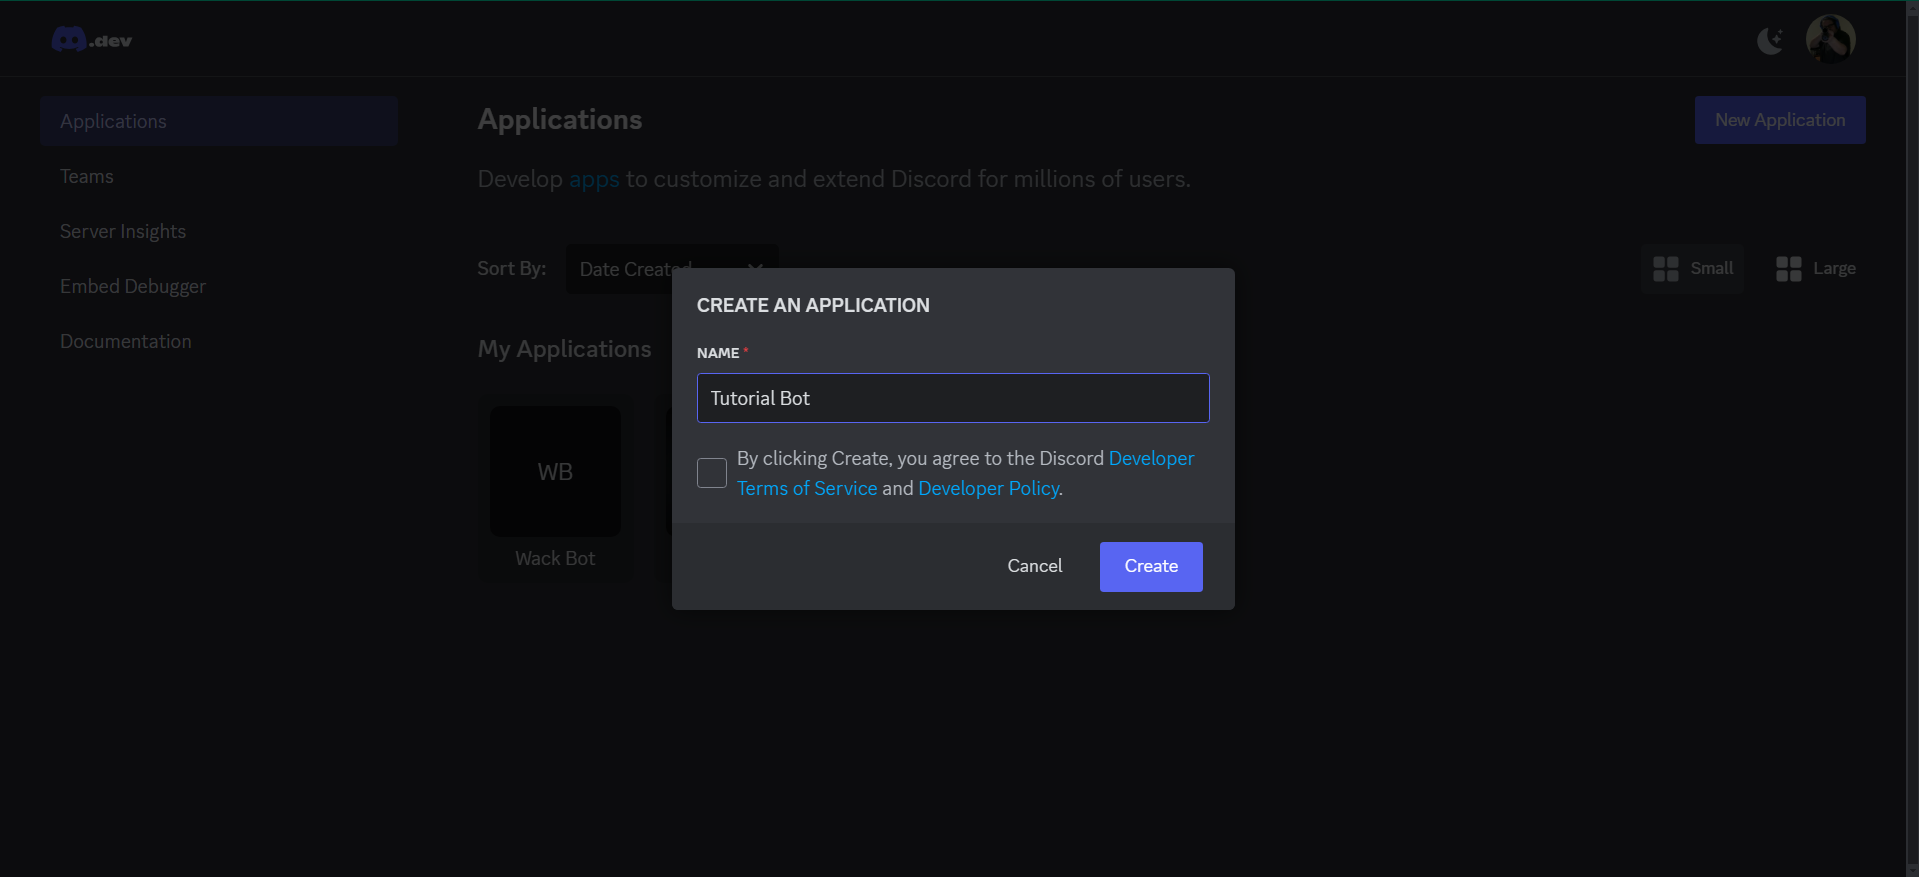 .dev
Applications
Teams
Server Insights
Embed Debugger
Documentation
Applications
New Application
Develop apps to customize and extend Discord for millions of users.
Sort By:
Date Created
Small
Large
My Applications
WB
Wack Bot
CREATE AN APPLICATION
NAME *
Tutorial Bot
By clicking Create, you agree to the Discord Developer
Terms of Service and Developer Policy.
Cancel
Create